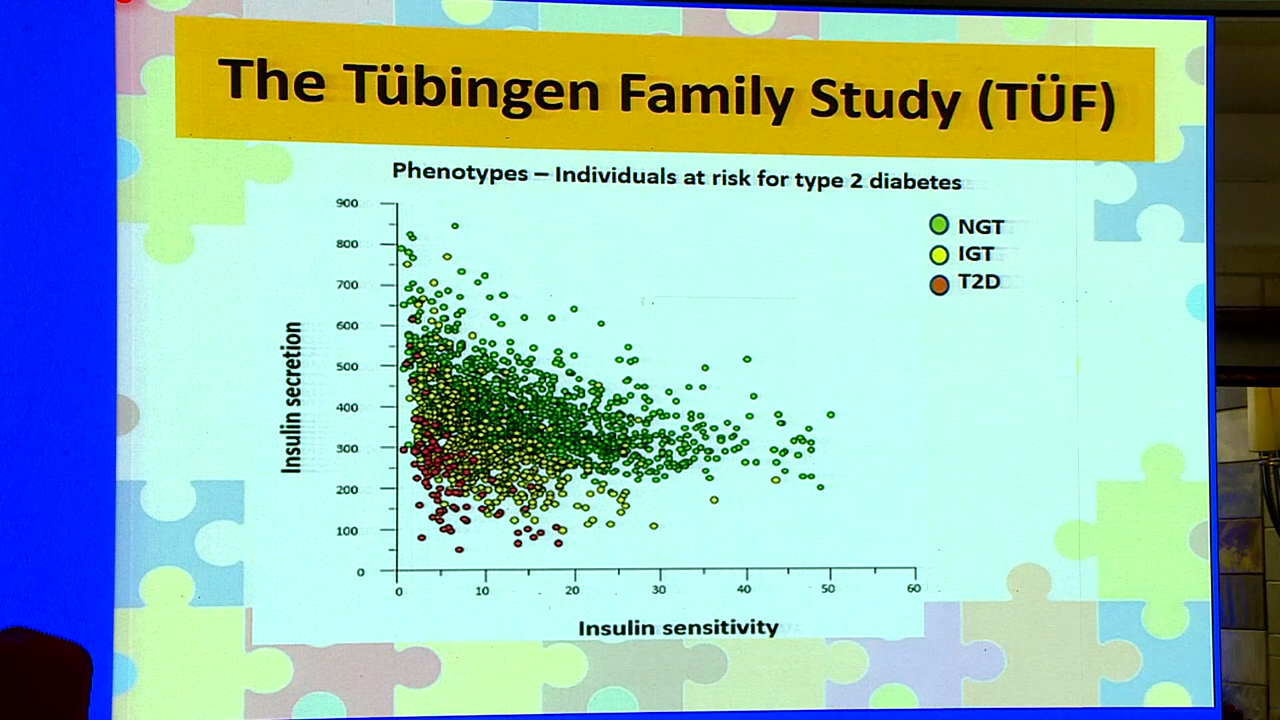 The Tübingen Family Study (TÜF)
Phenotypes – Individuals at risk for type 2 diabetes
900
800
700
600
500
400
300
200
100
0
Insulin secretion
NGT
IGT
T2D
0 10 20 30 40 50 60
Insulin sensitivity